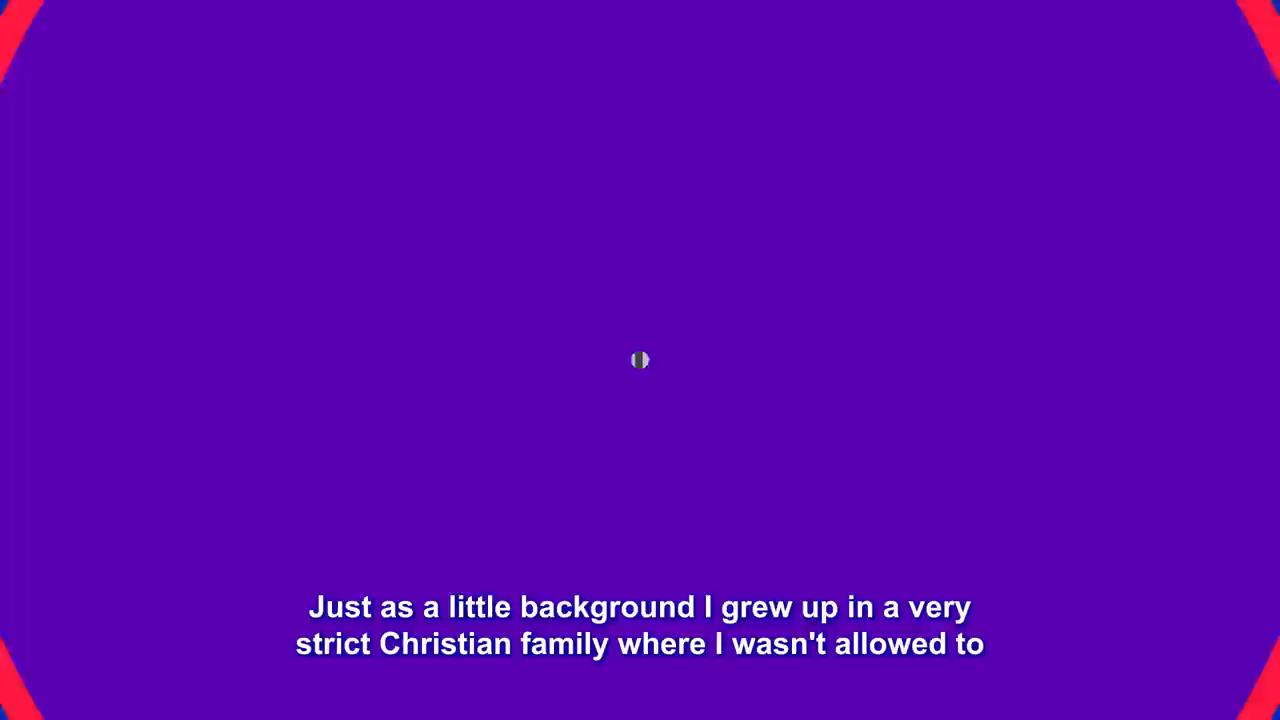 Just as a little background I grew up in a very
strict Christian family where I wasn't allowed to